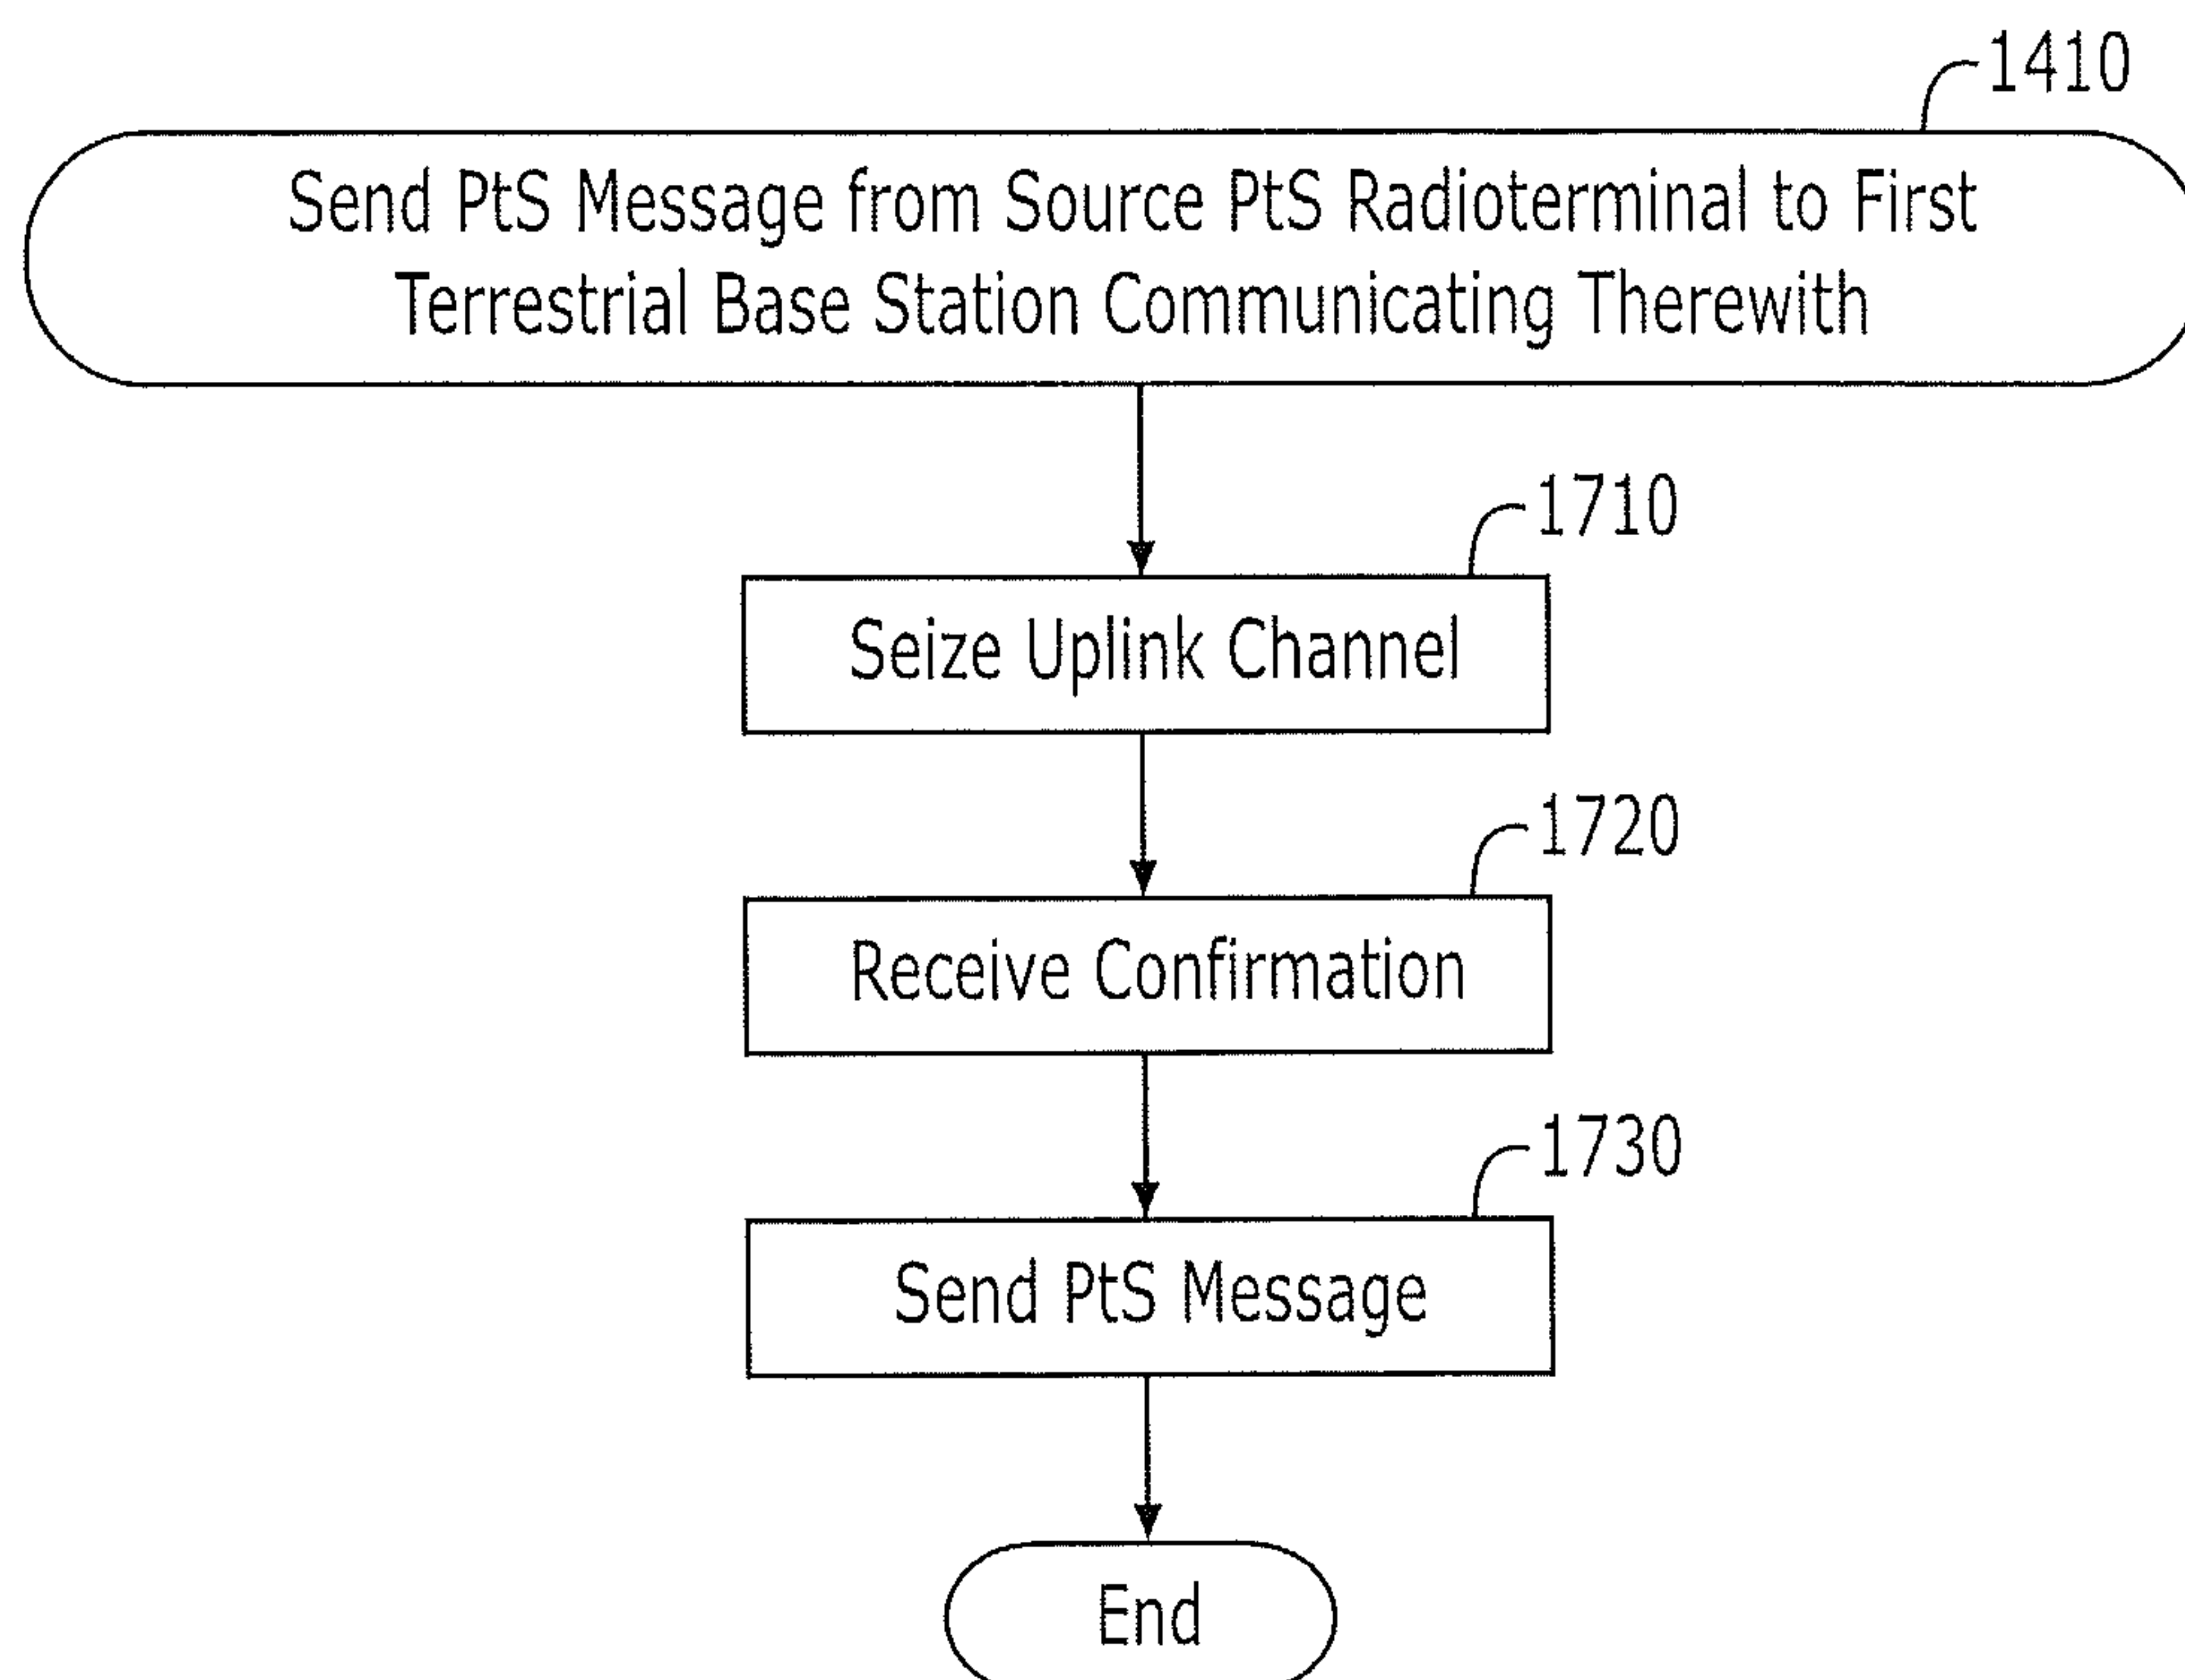 1410
Send PtS Message from Source PtS Radioterminal to First
Terrestrial Base Station Communicating Therewith
1710
Seize Uplink Channel
1720
Receive Confirmation
1730
Send PtS Message
End